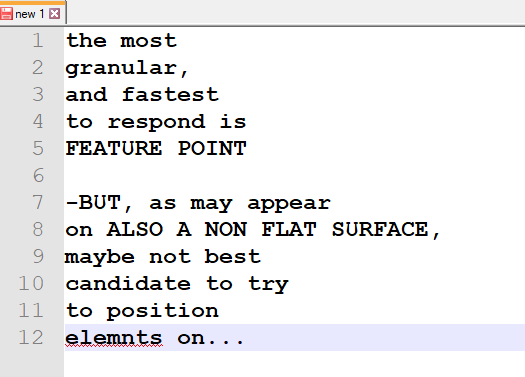 new 1
1 the most
2 granular,
3 and fastest
4 to respond is
5 FEATURE POINT
6
7 -BUT, as may appear
8 on ALSO A NON FLAT SURFACE,
9 maybe not best
10 candidate to try
11 to position
12 elemnts on...